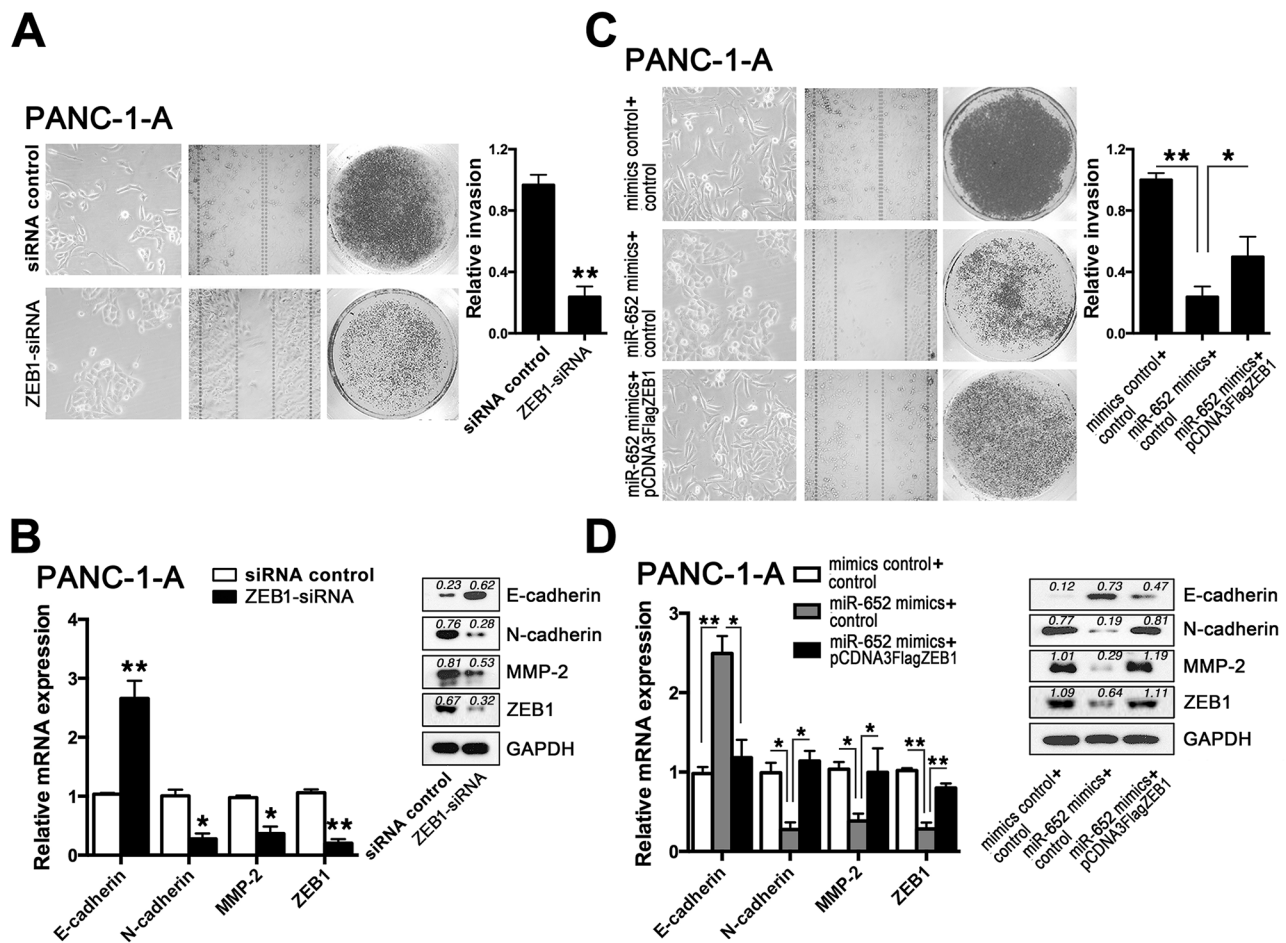 A
PANC-1-A
siRNA control
ZEB1-siRNA
Relative invasion
1.2
0.8
0.4
0.0
**
siRNA control
ZEB1-siRNA
C
PANC-1-A
mimics control+
control
miR-652 mimics+
control
miR-652 mimics+
pCDNA3FlagZEB1
Relative invasion
1.2
0.8
0.4
0.0
** *
mimics control+
control
miR-652 mimics+
control
miR-652 mimics+
pCDNA3FlagZEB1
B
PANC-1-A
siRNA control
ZEB1-siRNA
Relative mRNA expression
4
3
2
1
0
**
*
*
**
E-cadherin
N-cadherin
MMP-2
ZEB1
0.23 0.62 E-cadherin
0.76 0.28 N-cadherin
0.81 0.53 MMP-2
0.67 0.32 ZEB1
GAPDH
siRNA control
ZEB1-siRNA
D
PANC-1-A
mimics control+
control
miR-652 mimics+
control
miR-652 mimics+
pCDNA3FlagZEB1
Relative mRNA expression
3
2
1
0
** *
* *
* *
** **
E-cadherin
N-cadherin
MMP-2
ZEB1
0.12 0.73 0.47 E-cadherin
0.77 0.19 0.81 N-cadherin
1.01 0.29 1.19 MMP-2
1.09 0.64 1.11 ZEB1
GAPDH
mimics control+
control
miR-652 mimics+
control
miR-652 mimics+
pCDNA3FlagZEB1